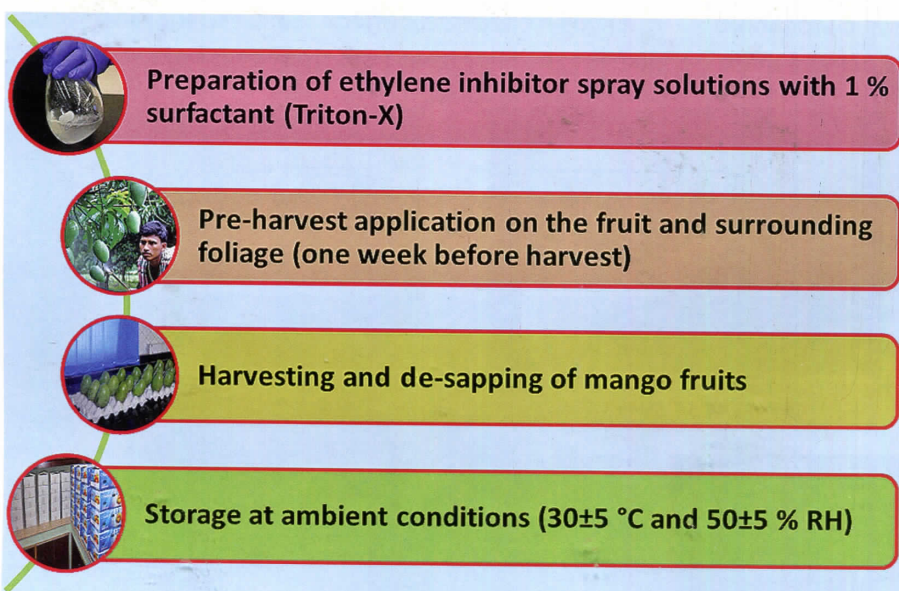 Preparation of ethylene inhibitor spray solutions with 1 %
surfactant (Triton-X)
Pre-harvest application on the fruit and surrounding
foliage (one week before harvest)
Harvesting and de-sapping of mango fruits
Storage at ambient conditions (30±5 °C and 50±5 % RH)